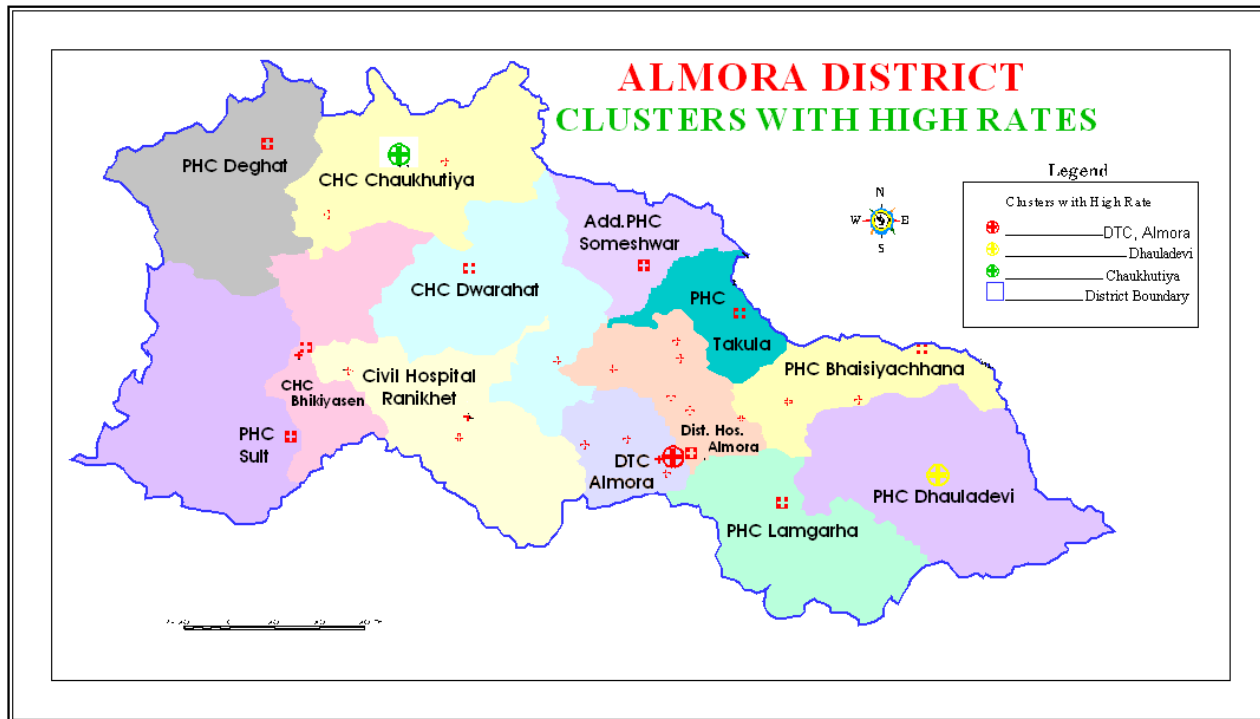 ALMORA DISTRICT
CLUSTERS WITH HIGH RATES
PHC Deghat
CHC Chaukhutiya
Add.PHC
Someshwar
CHC Dwarahat
PHC
Takula
CHC
Bhikiyasen
Civil Hospital
Ranikhet
PHC Bhaisiyachhana
PHC
Sult
Dist. Hos.
Almora
DTC
Almora
PHC Dhauladevi
PHC Lamgarha
N
W
E
S
Legend
Clusters with High Rate
DTC, Almora
Dhauladevi
Chaukhutiya
District Boundary